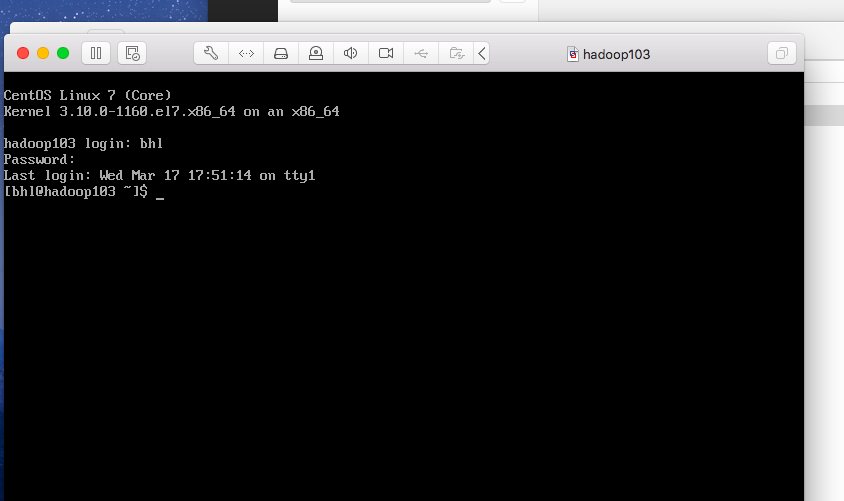 hadoop103
CentOS Linux 7 (Core)
Kernel 3.10.0-1160.el7.x86_64 on an x86_64
hadoop103 login: bhl
Password:
Last login: Wed Mar 17 17:51:14 on tty1
[bhl@hadoop103 ~]$ _